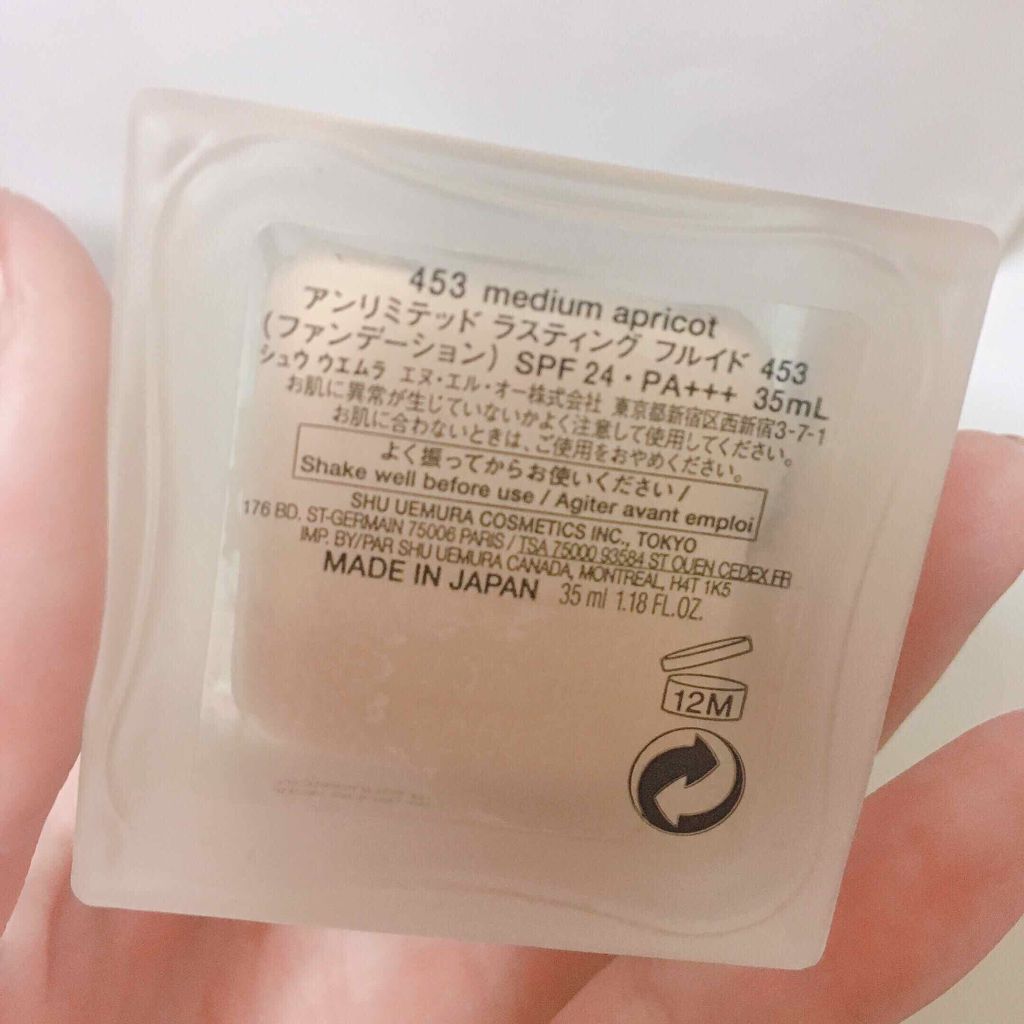 453 medium apricot
アンリミテッド ラスティング フルイド 453
(ファンデーション) SPF 24・PA+++ 35mL
シュウ ウエムラ エヌ・エル・オー株式会社 東京都新宿区西新宿3-7-1
お肌に異常が生じていないかよく注意して使用してください。
お肌に合わないときは、ご使用をおやめください。
よく振ってからお使いください/
Shake well before use / Agiter avant emploi
SHU UEMURA COSMETICS INC., TOKYO
176 BD. ST-GERMAIN 75006 PARIS / TSA 75000 93584 ST OUEN CEDEX FR
IMP. BY/PAR SHU UEMURA CANADA, MONTREAL, H4T 1K5
MADE IN JAPAN 35 ml 1.18 FL.OZ.
12M